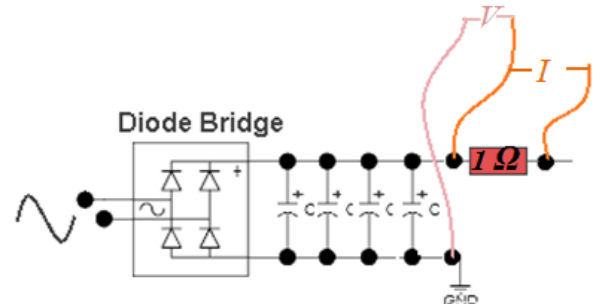 V
I
Diode Bridge
1 Ω
+
+ + + +
C C C C
GND